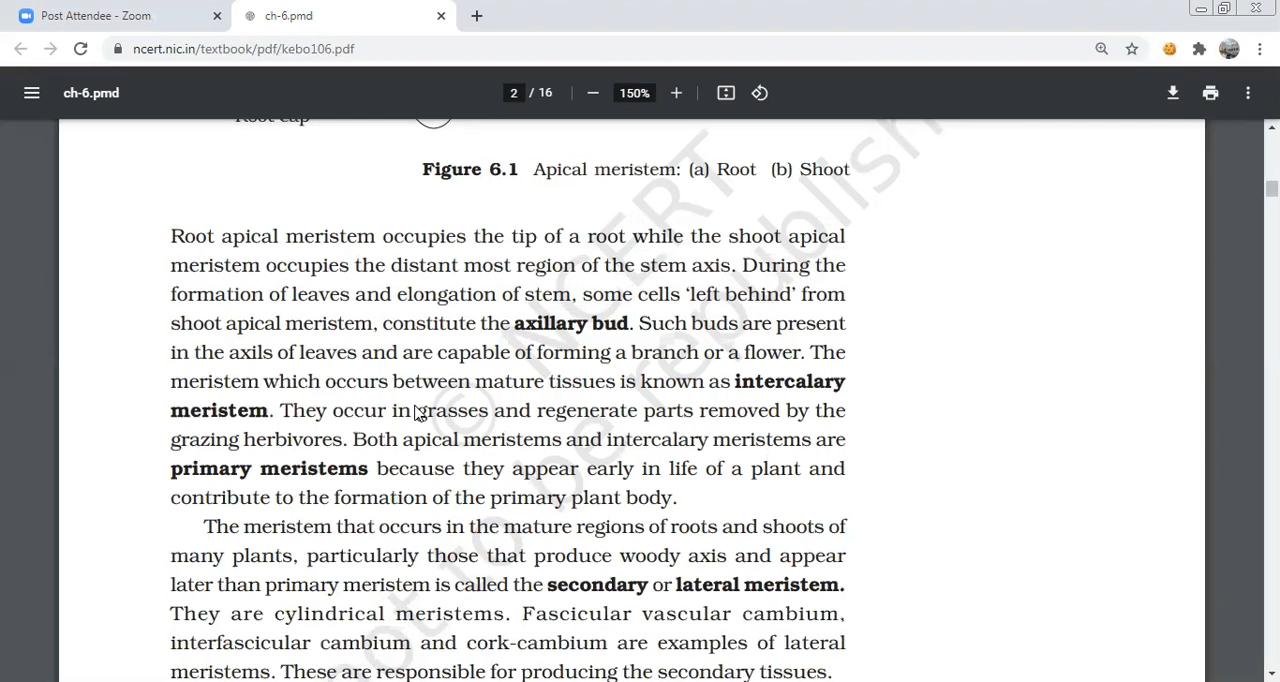 Post Attendee - Zoom
ch-6.pmd
ncert.nic.in/textbook/pdf/kebo106.pdf
ch-6.pmd
2 / 16
150%
Root cap
Figure 6.1 Apical meristem: (a) Root (b) Shoot
Root apical meristem occupies the tip of a root while the shoot apical
meristem occupies the distant most region of the stem axis. During the
formation of leaves and elongation of stem, some cells ‘left behind’ from
shoot apical meristem, constitute the axillary bud. Such buds are present
in the axils of leaves and are capable of forming a branch or a flower. The
meristem which occurs between mature tissues is known as intercalary
meristem. They occur in grasses and regenerate parts removed by the
grazing herbivores. Both apical meristems and intercalary meristems are
primary meristems because they appear early in life of a plant and
contribute to the formation of the primary plant body.
The meristem that occurs in the mature regions of roots and shoots of
many plants, particularly those that produce woody axis and appear
later than primary meristem is called the secondary or lateral meristem.
They are cylindrical meristems. Fascicular vascular cambium,
interfascicular cambium and cork-cambium are examples of lateral
meristems. These are responsible for producing the secondary tissues.
© NCERT
not to be republish